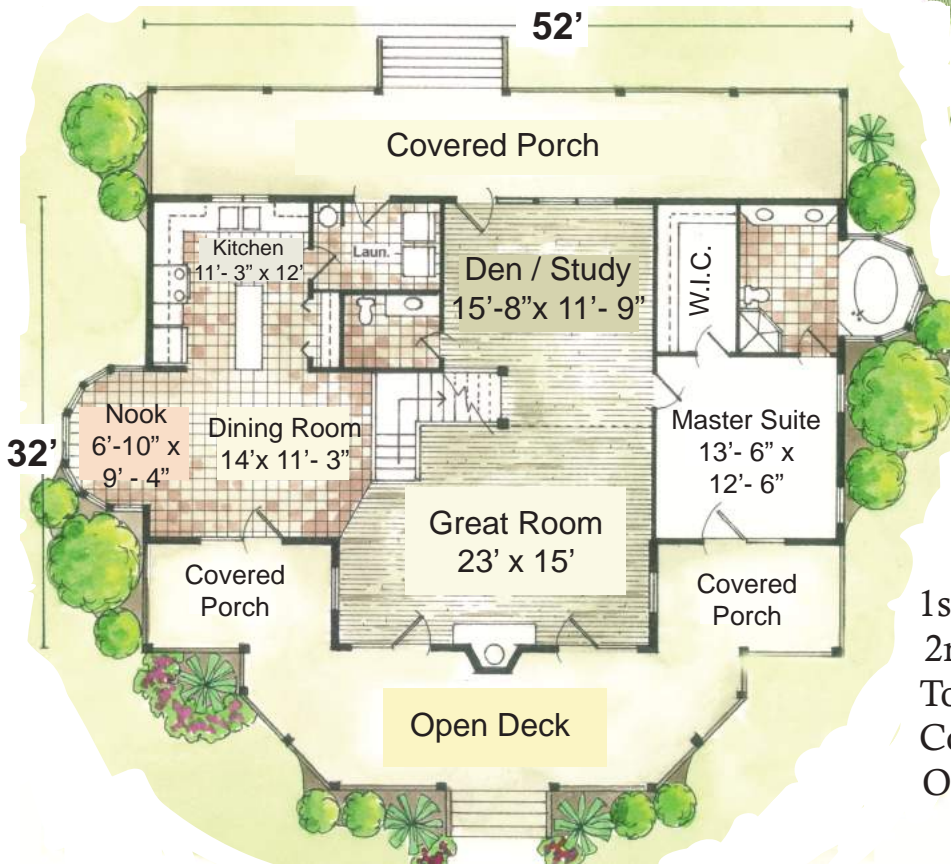 52’
Covered Porch
Kitchen
11’- 3” x 12’
Laun.
Den / Study
15’-8”x 11’- 9”
W.I.C.
32’
Nook
6’-10” x
9’ - 4”
Dining Room
14’x 11’- 3”
Master Suite
13’- 6” x
12’- 6”
Great Room
23’ x 15’
Covered
Porch
Covered
Porch
Open Deck
1s
2n
To
Co
O